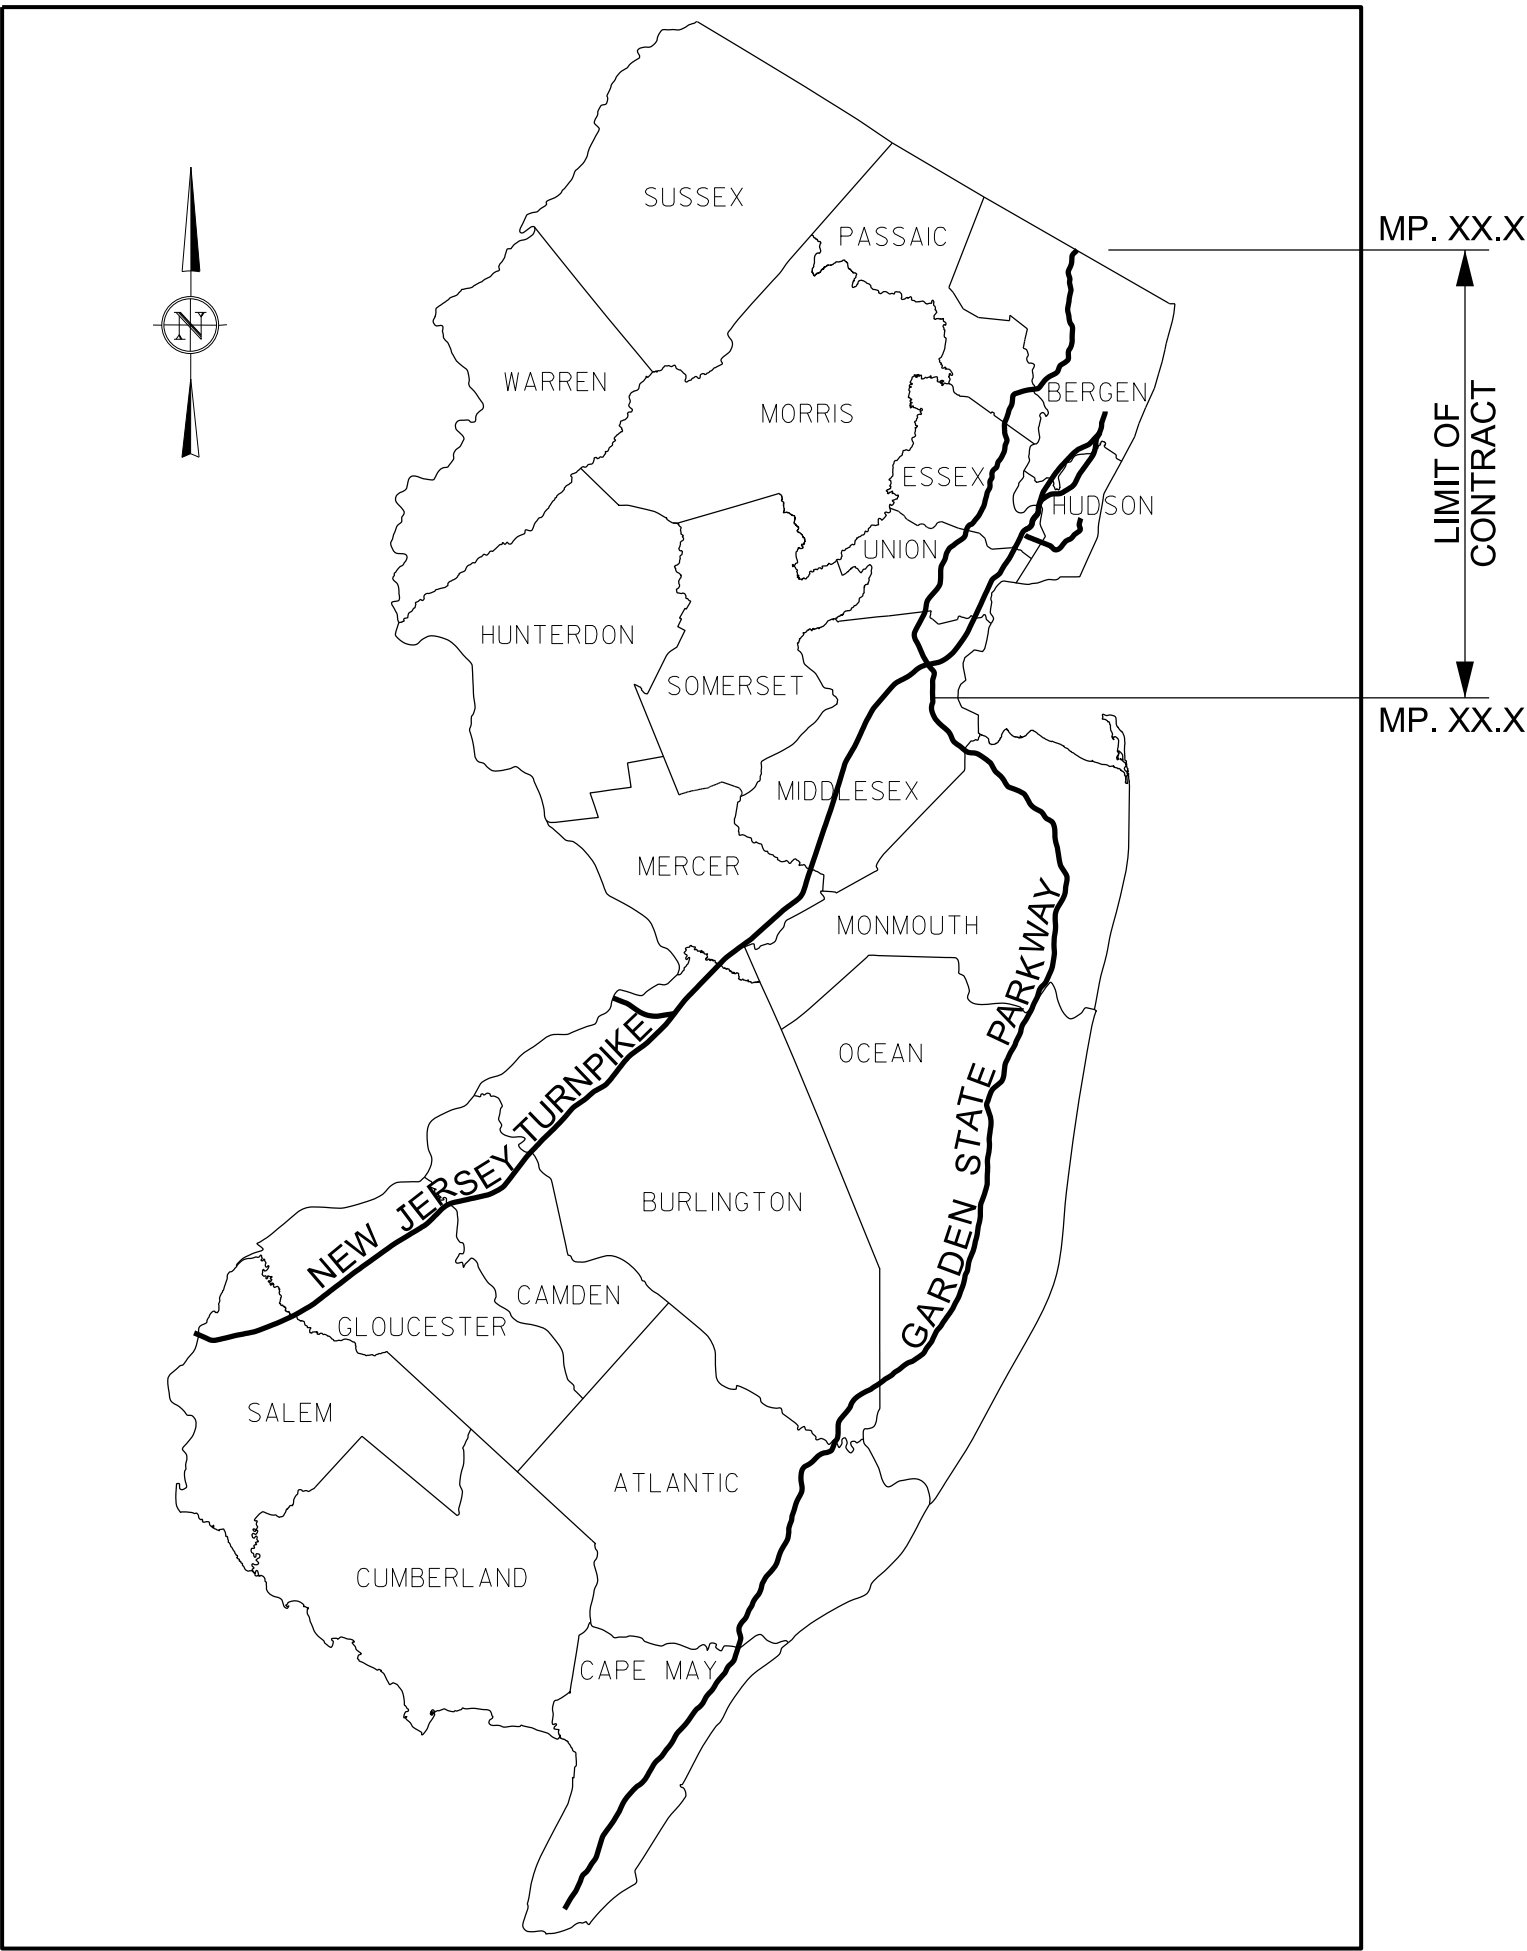 SUSSEX
PASSAIC
MP. XX.X
N
WARREN
BERGEN
MORRIS
LIMIT OF
CONTRACT
ESSEX
HUDSON
UNION
HUNTERDON
SOMERSET
MP. XX.X
MIDDLESEX
MERCER
MONMOUTH
GARDEN STATE PARKWAY
OCEAN
NEW JERSEY TURNPIKE
BURLINGTON
CAMDEN
GLOUCESTER
SALEM
ATLANTIC
CUMBERLAND
CAPE MAY